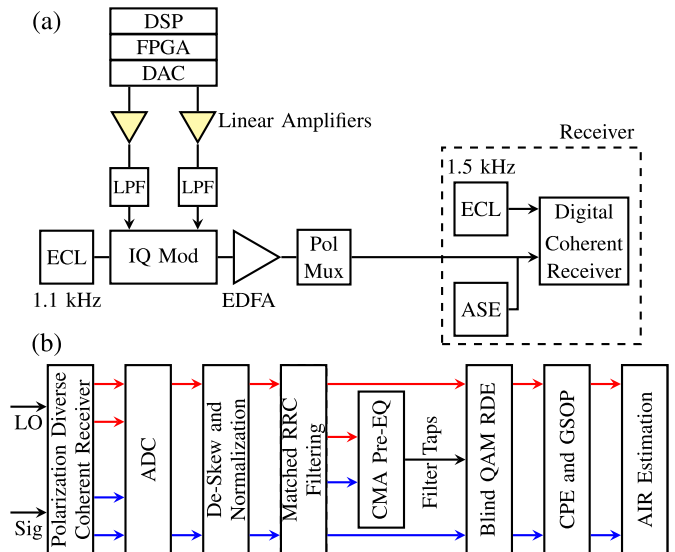 (a)
DSP
FPGA
DAC
Linear Amplifiers
LPF
LPF
ECL
1.1 kHz
IQ Mod
EDFA
Pol
Mux
Receiver
1.5 kHz
ECL
Digital
Coherent
Receiver
ASE
(b)
LO
Sig
Polarization Diverse
Coherent Receiver
ADC
De-Skew and
Normalization
Matched RRC
Filtering
CMA Pre-EQ
Filter Taps
Blind QAM RDE
CPE and GSOP
AIR Estimation